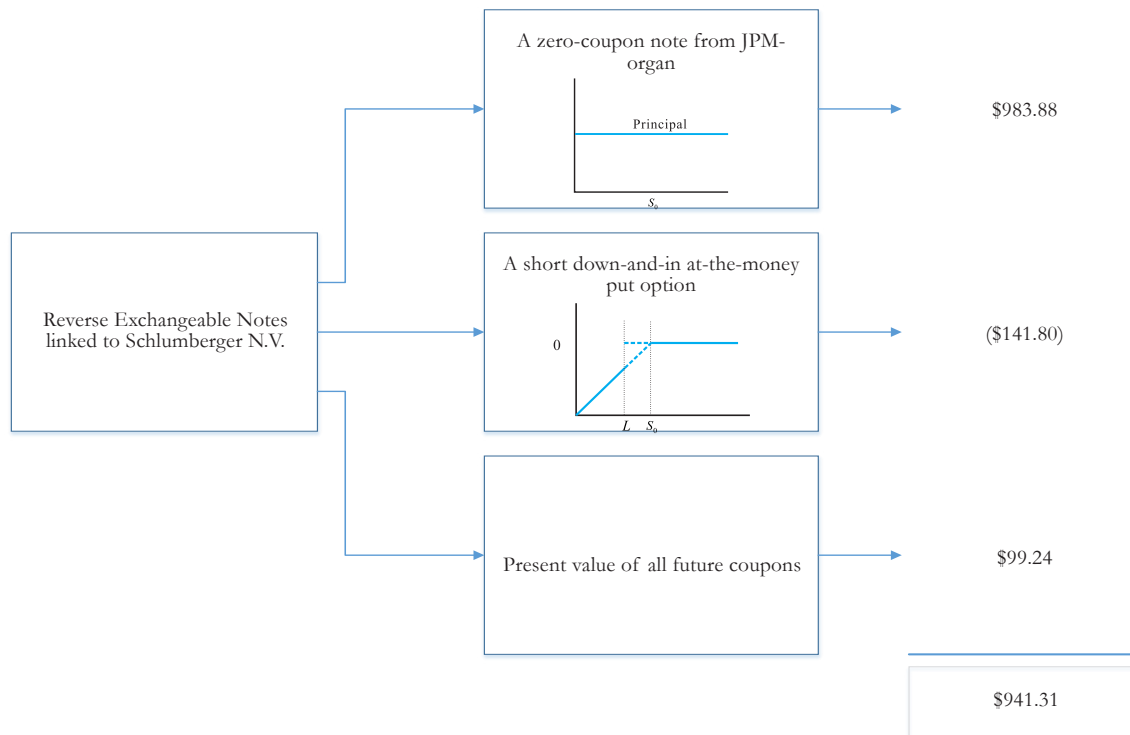 A zero-coupon note from JPM-
organ
Principal
S₀
$983.88
Reverse Exchangeable Notes
linked to Schlumberger N.V.
A short down-and-in at-the-money
put option
0
L S₀
($141.80)
Present value of all future coupons
$99.24
$941.31